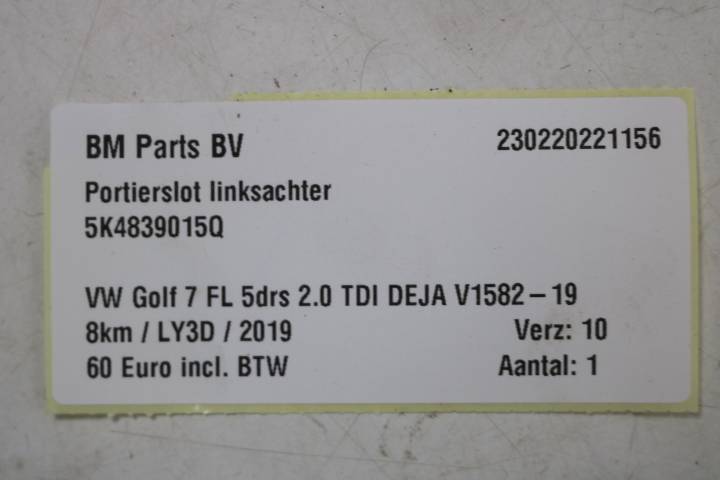 BM Parts BV 230220221156
Portierslot linksachter
5K4839015Q
VW Golf 7 FL 5drs 2.0 TDI DEJA V1582-19
8km / LY3D / 2019 Verz: 10
60 Euro incl. BTW Aantal: 1